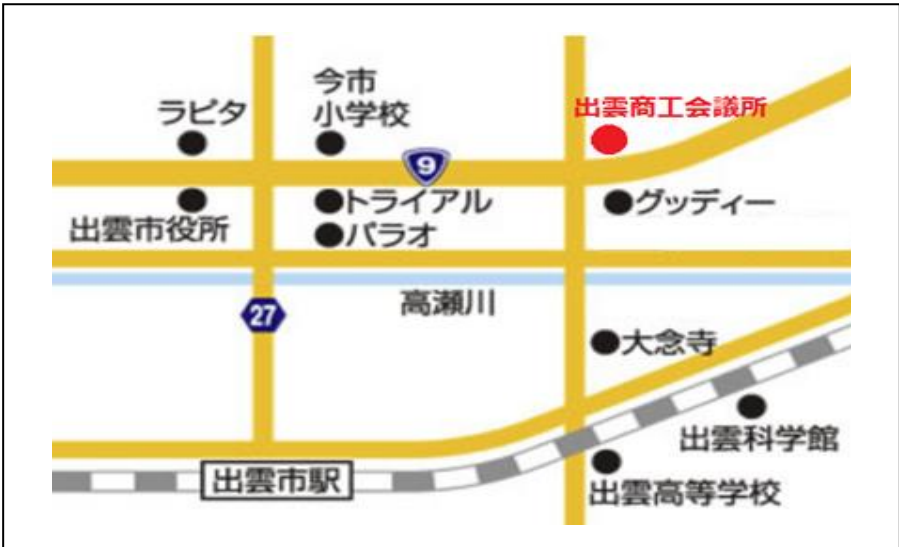 ラピタ
今市
小学校
出雲商工会議所
9
出雲市役所
トライアル
パラオ
グッディー
高瀬川
27
大念寺
出雲科学館
出雲市駅
出雲高等学校